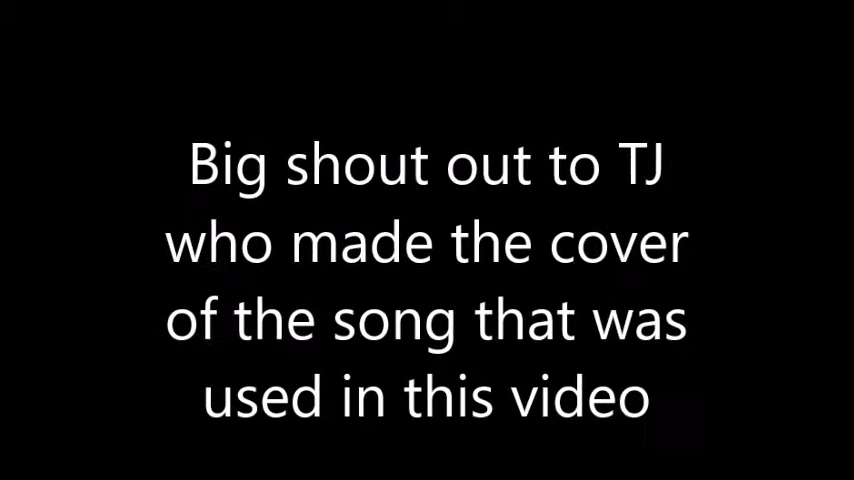 Big shout out to TJ
who made the cover
of the song that was
used in this video